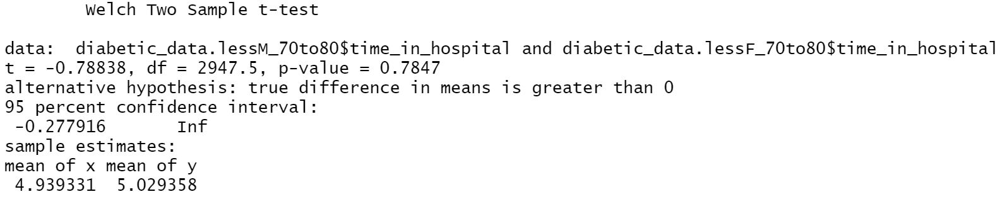 Welch Two Sample t-test
data:  diabetic_data.lessM_70to80$time_in_hospital and diabetic_data.lessF_70to80$time_in_hospital
t = -0.78838, df = 2947.5, p-value = 0.7847
alternative hypothesis: true difference in means is greater than 0
95 percent confidence interval:
-0.277916       Inf
sample estimates:
mean of x mean of y
4.939331  5.029358